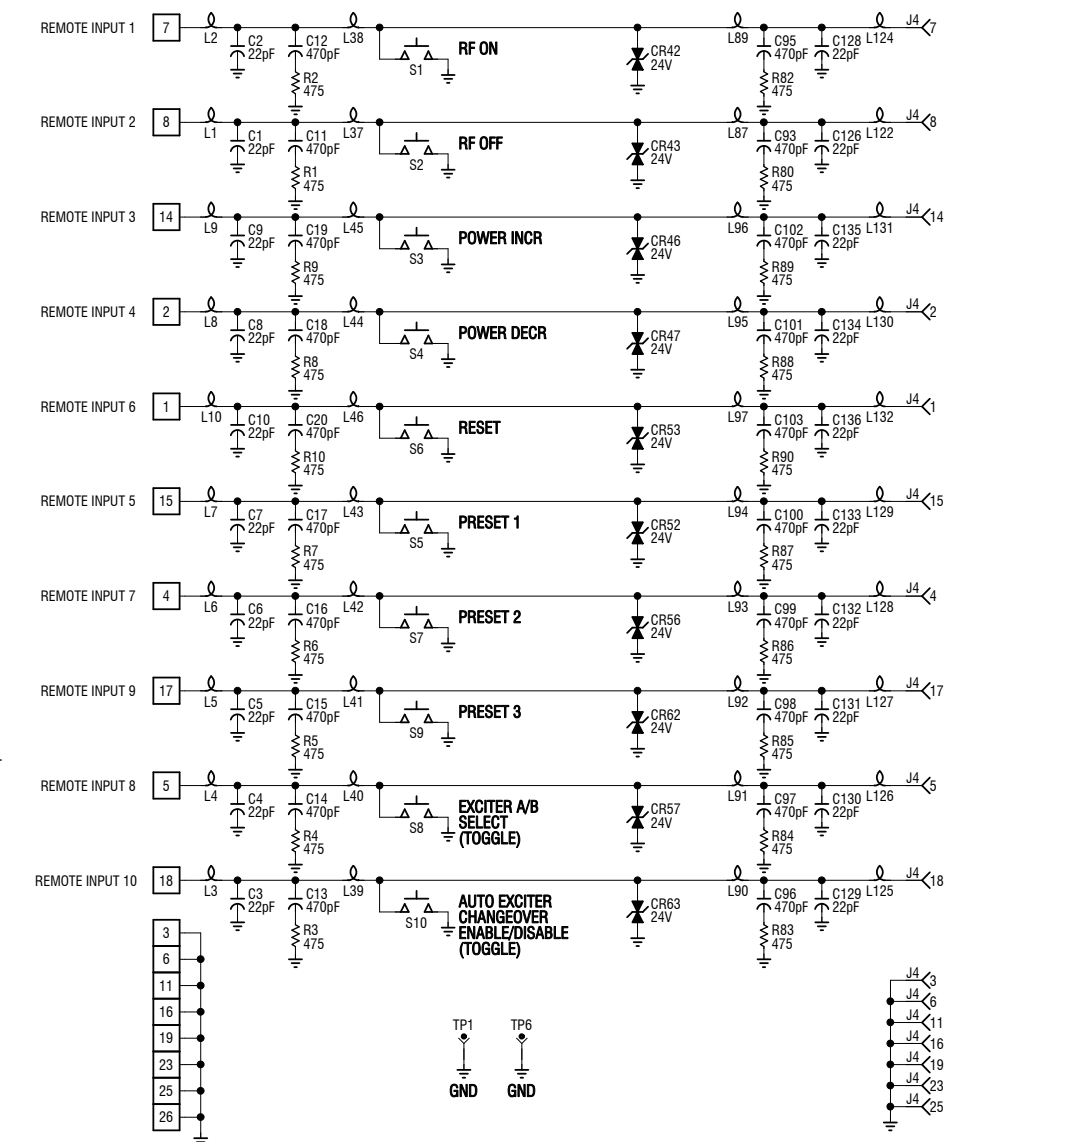 REMOTE INPUT 1 7 L2 C2 22pF C12 470pF R2 475 L38 S1 RF ON CR42 24V L89 C95 470pF R82 475 C128 22pF L124 J4 7
REMOTE INPUT 2 8 L1 C1 22pF C11 470pF R1 475 L37 S2 RF OFF CR43 24V L87 C93 470pF R80 475 C126 22pF L122 J4 8
REMOTE INPUT 3 14 L9 C9 22pF C19 470pF R9 475 L45 S3 POWER INCR CR46 24V L96 C102 470pF R89 475 C135 22pF L131 J4 14
REMOTE INPUT 4 2 L8 C8 22pF C18 470pF R8 475 L44 S4 POWER DECR CR47 24V L95 C101 470pF R88 475 C134 22pF L130 J4 2
REMOTE INPUT 6 1 L10 C10 22pF C20 470pF R10 475 L46 S6 RESET CR53 24V L97 C103 470pF R90 475 C136 22pF L132 J4 1
REMOTE INPUT 5 15 L7 C7 22pF C17 470pF R7 475 L43 S5 PRESET 1 CR52 24V L94 C100 470pF R87 475 C133 22pF L129 J4 15
REMOTE INPUT 7 4 L6 C6 22pF C16 470pF R6 475 L42 S7 PRESET 2 CR56 24V L93 C99 470pF R86 475 C132 22pF L128 J4 4
REMOTE INPUT 9 17 L5 C5 22pF C15 470pF R5 475 L41 S9 PRESET 3 CR62 24V L92 C98 470pF R85 475 C131 22pF L127 J4 17
REMOTE INPUT 8 5 L4 C4 22pF C14 470pF R4 475 L40 S8 EXCITER A/B SELECT (TOGGLE) CR57 24V L91 C97 470pF R84 475 C130 22pF L126 J4 5
REMOTE INPUT 10 18 L3 C3 22pF C13 470pF R3 475 L39 S10 AUTO EXCITER CHANGEOVER ENABLE/DISABLE (TOGGLE) CR63 24V L90 C96 470pF R83 475 C129 22pF L125 J4 18
3
6
11
16
19
23
25
26
TP1 TP6
GND GND
J4 3
J4 6
J4 11
J4 16
J4 19
J4 23
J4 25